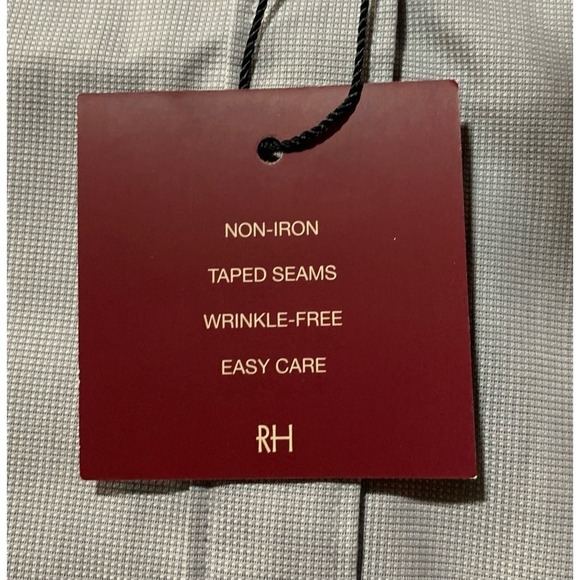 NON-IRON
TAPED SEAMS
WRINKLE-FREE
EASY CARE
RH